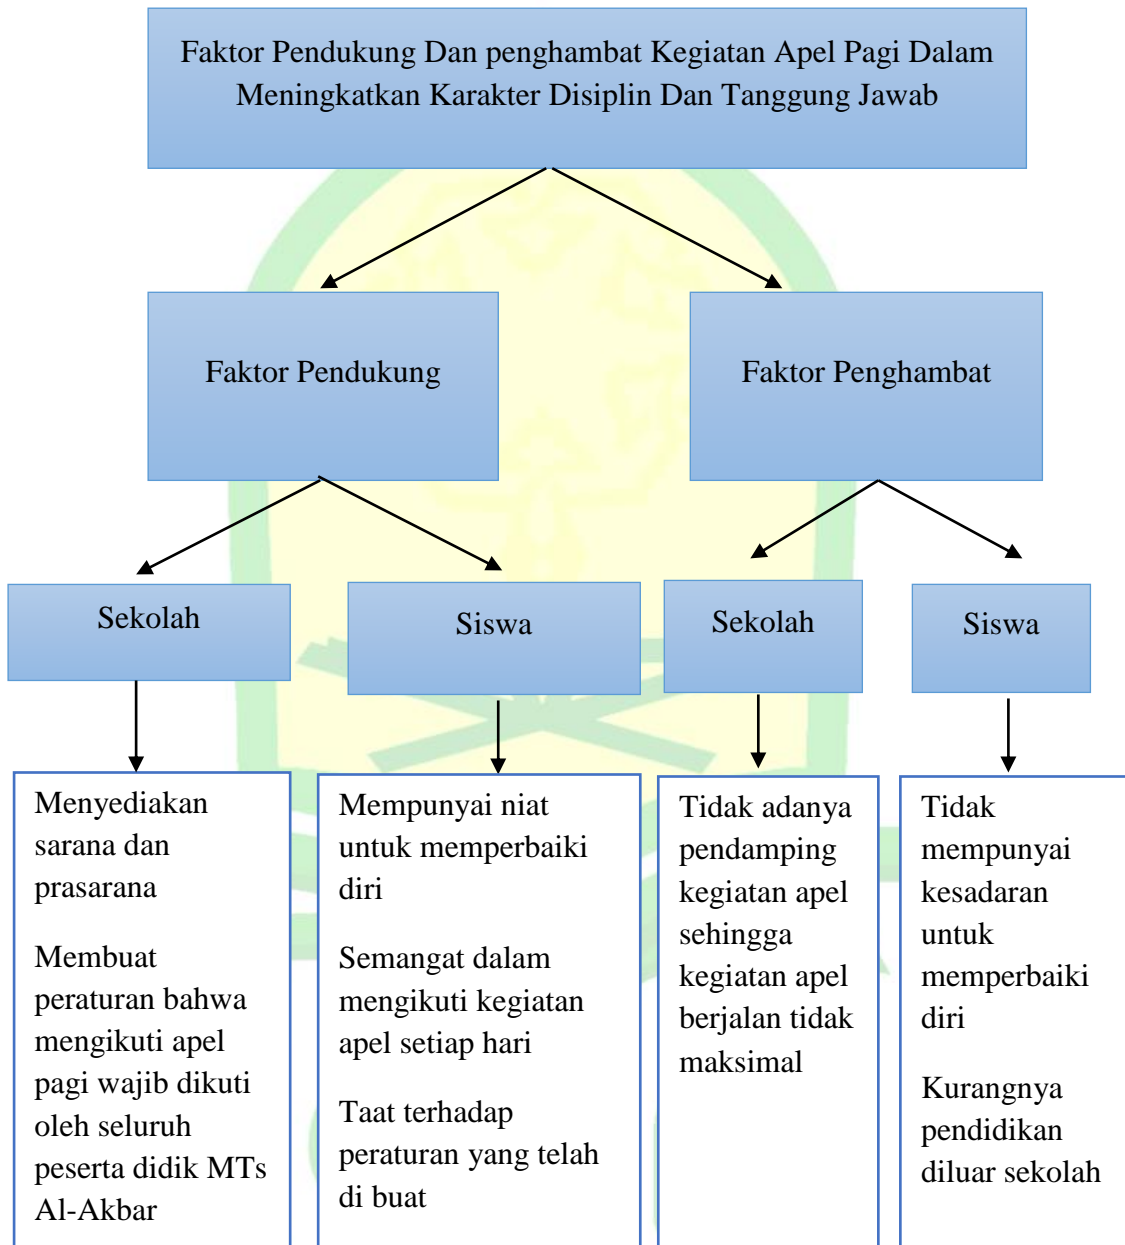 Faktor Pendukung Dan penghambat Kegiatan Apel Pagi Dalam
Meningkatkan Karakter Disiplin Dan Tanggung Jawab
Faktor Pendukung
Faktor Penghambat
Sekolah
Siswa
Sekolah
Siswa
Menyediakan
sarana dan
prasarana
Membuat
peraturan bahwa
mengikuti apel
pagi wajib dikuti
oleh seluruh
peserta didik MTs
Al-Akbar
Mempunyai niat
untuk memperbaiki
diri
Semangat dalam
mengikuti kegiatan
apel setiap hari
Taat terhadap
peraturan yang telah
di buat
Tidak adanya
pendamping
kegiatan apel
sehingga
kegiatan apel
berjalan tidak
maksimal
Tidak
mempunyai
kesadaran
untuk
memperbaiki
diri
Kurangnya
pendidikan
diluar sekolah